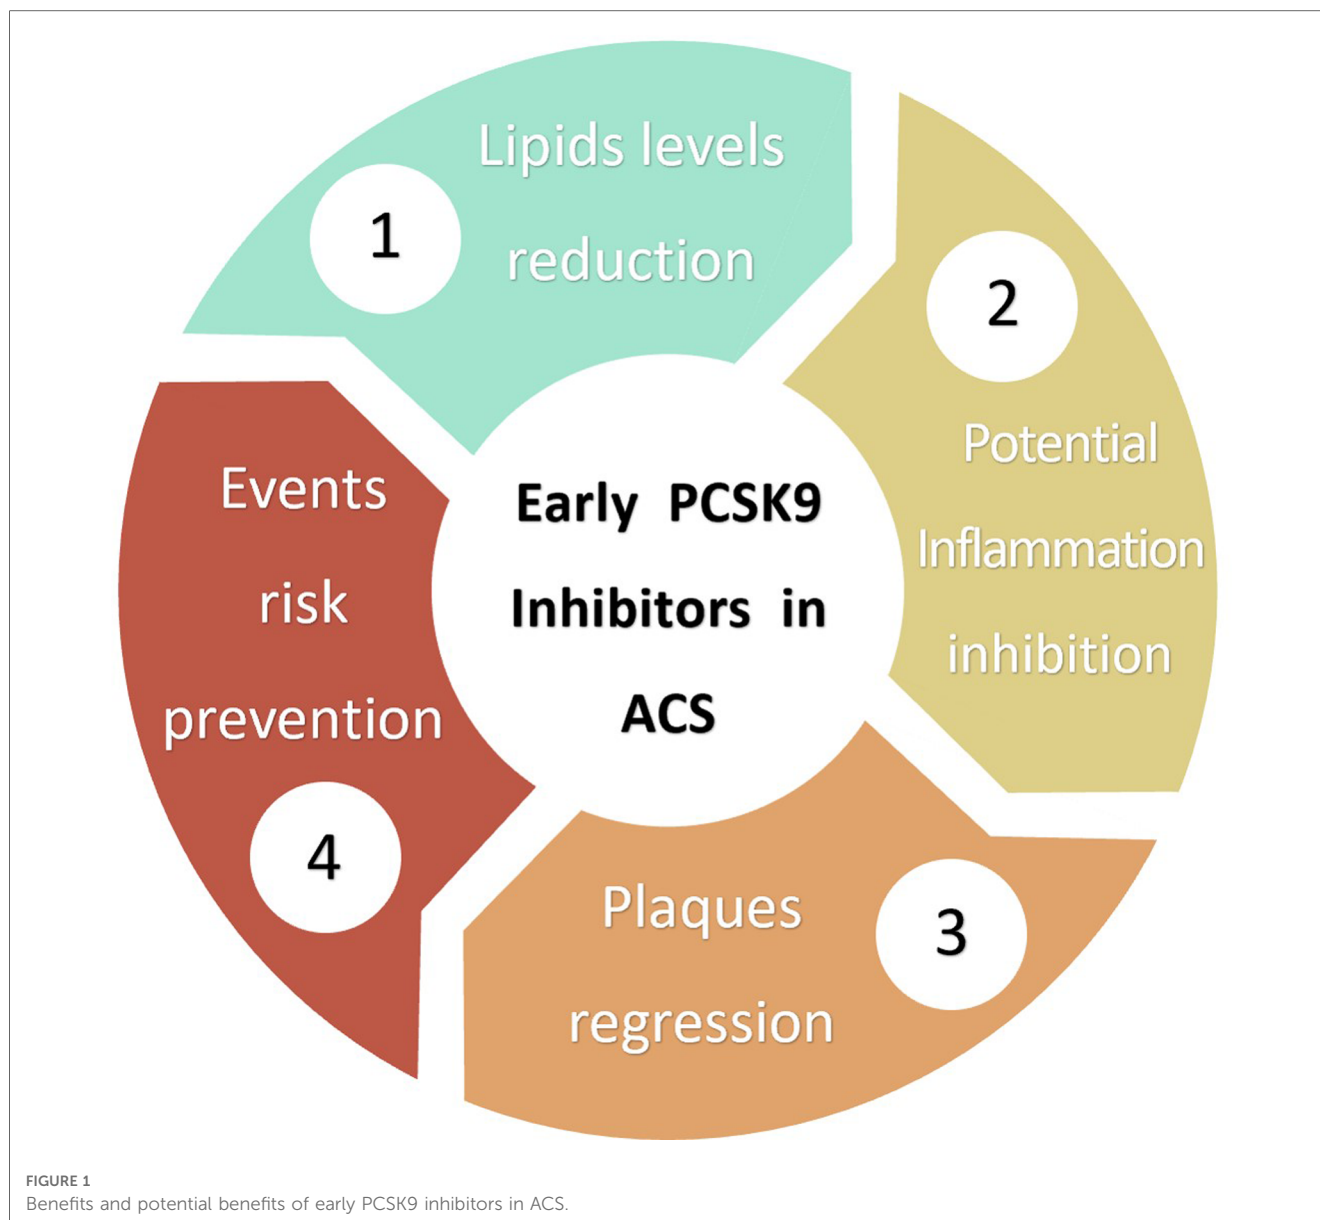 1
Lipids levels
reduction
2
Potential
Inflammation
inhibition
3
Plaques
regression
4
Events
risk
prevention
Early PCSK9
Inhibitors in
ACS
FIGURE 1
Benefits and potential benefits of early PCSK9 inhibitors in ACS.